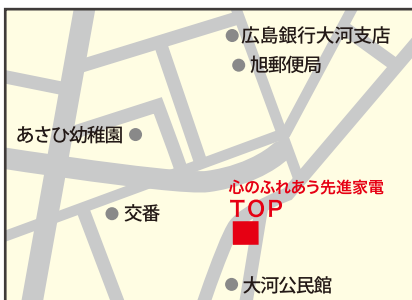 広島銀行大河支店
旭郵便局
あさひ幼稚園
心のふれあう先進家電
TOP
交番
大河公民館